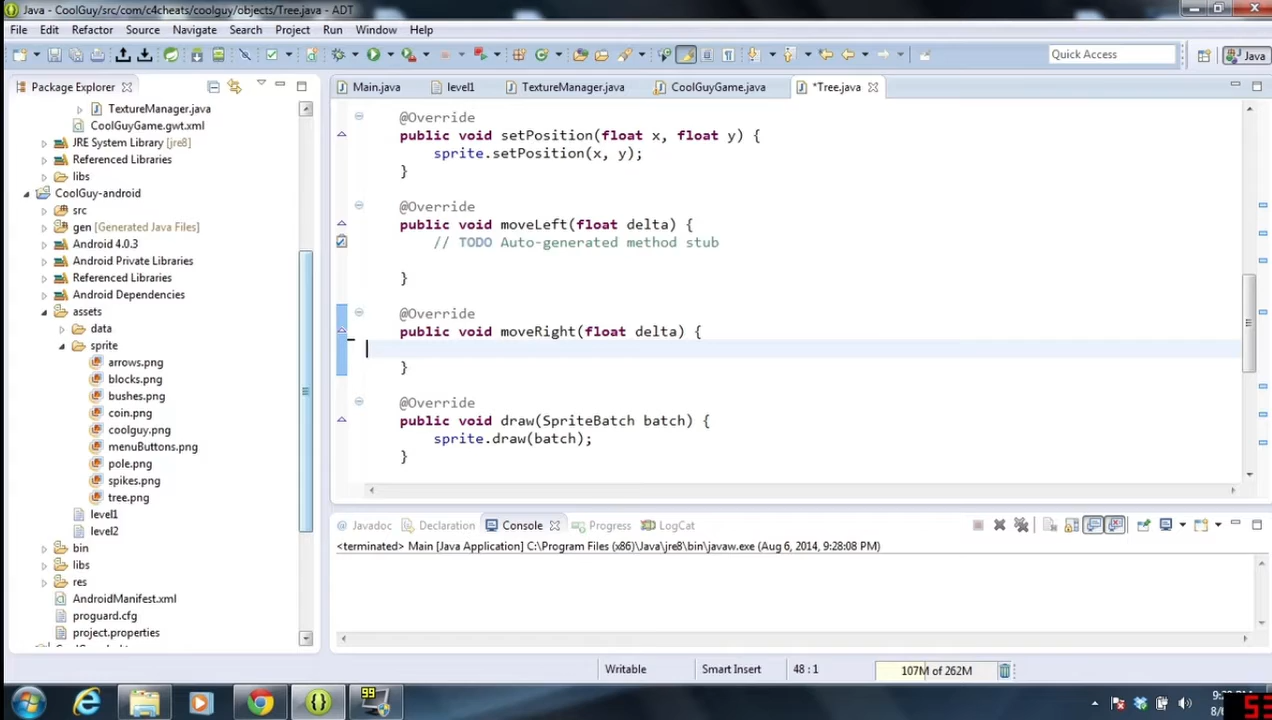 Java - CoolGuy/src/com/c4cheats/coolguy/objects/Tree.java - ADT
File Edit Refactor Source Navigate Search Project Run Window Help
Quick Access
Java
Package Explorer
Main.java level1 TextureManager.java CoolGuyGame.java *Tree.java
TextureManager.java
CoolGuyGame.gwt.xml
JRE System Library [jre8]
Referenced Libraries
libs
CoolGuy-android
src
gen [Generated Java Files]
Android 4.0.3
Android Private Libraries
Referenced Libraries
Android Dependencies
assets
data
sprite
arrows.png
blocks.png
bushes.png
coin.png
coolguy.png
menuButtons.png
pole.png
spikes.png
tree.png
level1
level2
bin
libs
res
AndroidManifest.xml
proguard.cfg
project.properties
@Override
public void setPosition(float x, float y) {
sprite.setPosition(x, y);
}
@Override
public void moveLeft(float delta) {
// TODO Auto-generated method stub
}
@Override
public void moveRight(float delta) {
}
@Override
public void draw(SpriteBatch batch) {
sprite.draw(batch);
}
Javadoc Declaration Console Progress LogCat
<terminated> Main [Java Application] C:\Program Files (x86)\Java\jre8\bin\javaw.exe (Aug 6, 2014, 9:28:08 PM)
Writable Smart Insert 48 : 1 107M of 262M
99